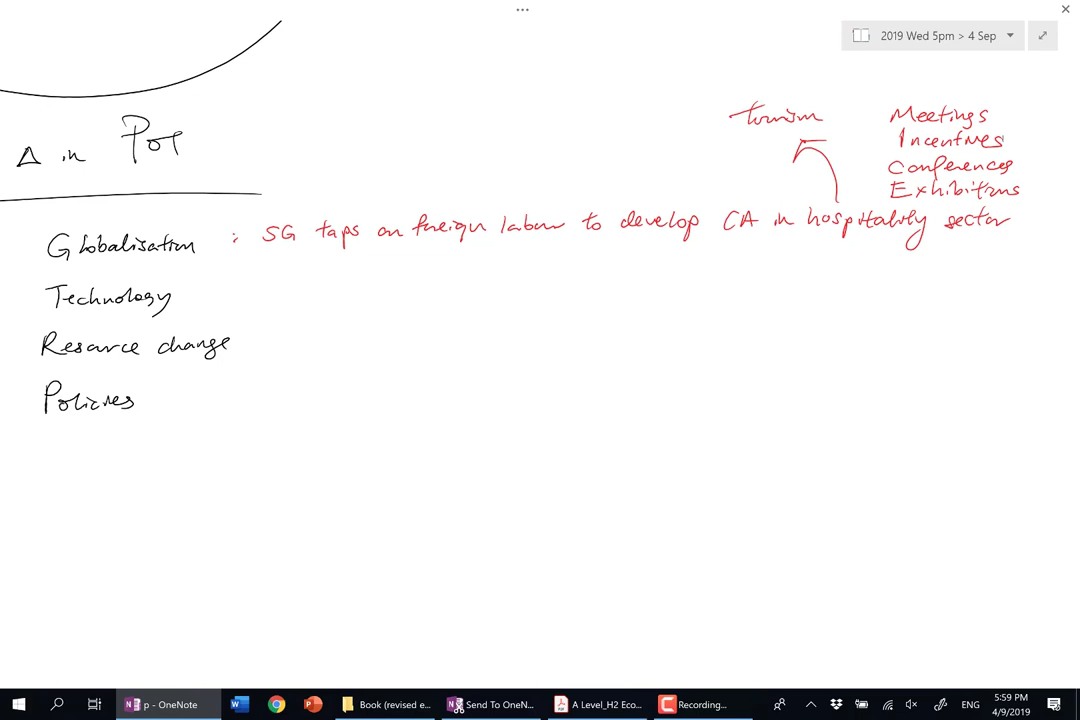 2019 Wed 5pm > 4 Sep
Δ in PoT
Tourism
Meetings
Incentives
Conferences
Exhibitions
Globalisation : SG taps on foreign labour to develop CA in hospitality sector
Technology
Resource change
Policies
p - OneNote
Book (revised e...
Send To OneN...
A Level_H2 Eco...
Recording...
ENG
5:59 PM
4/9/2019